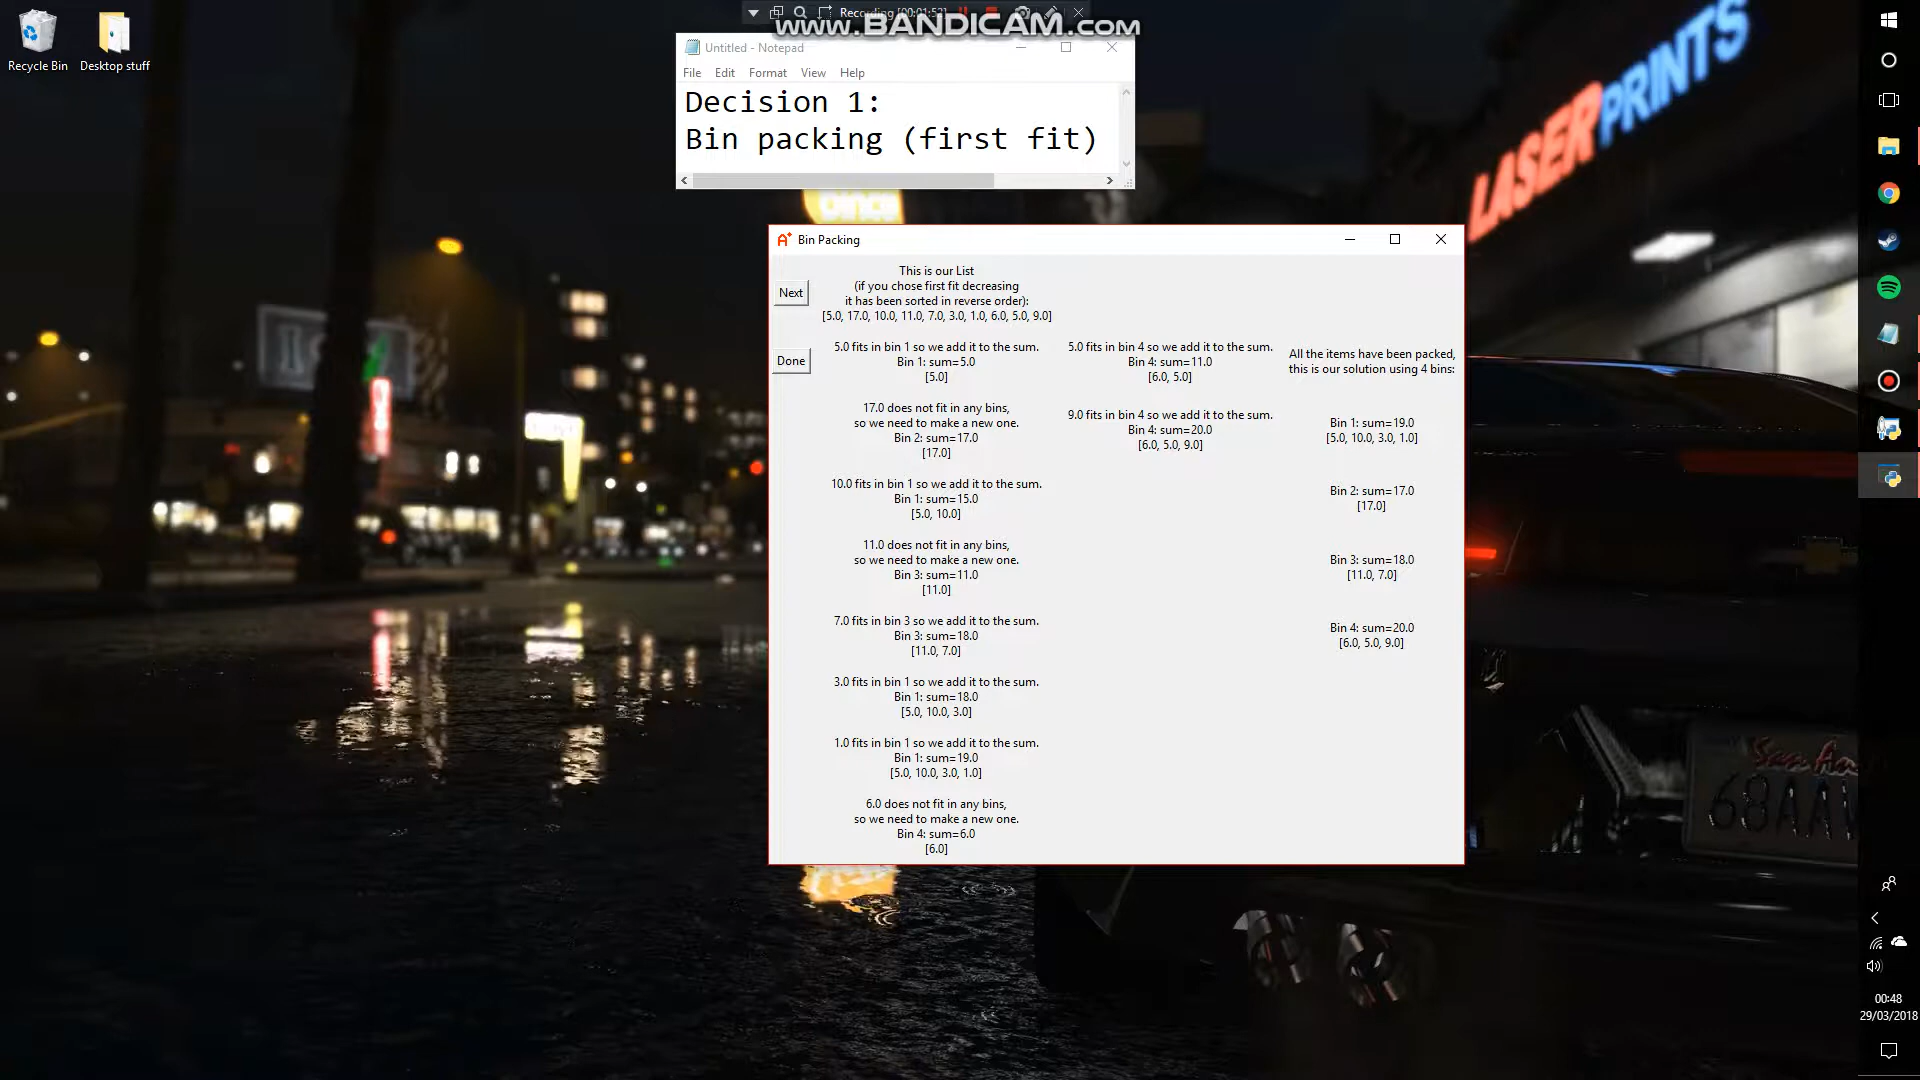 Recycle Bin
Desktop stuff
Recording [00:01:52]
www.BANDICAM.com
Untitled - Notepad
File Edit Format View Help
Decision 1:
Bin packing (first fit)
LASERPRINTS
Bin Packing
Next
Done
This is our List
(if you chose first fit decreasing
it has been sorted in reverse order):
[5.0, 17.0, 10.0, 11.0, 7.0, 3.0, 1.0, 6.0, 5.0, 9.0]
5.0 fits in bin 1 so we add it to the sum.
Bin 1: sum=5.0
[5.0]
17.0 does not fit in any bins,
so we need to make a new one.
Bin 2: sum=17.0
[17.0]
10.0 fits in bin 1 so we add it to the sum.
Bin 1: sum=15.0
[5.0, 10.0]
11.0 does not fit in any bins,
so we need to make a new one.
Bin 3: sum=11.0
[11.0]
7.0 fits in bin 3 so we add it to the sum.
Bin 3: sum=18.0
[11.0, 7.0]
3.0 fits in bin 1 so we add it to the sum.
Bin 1: sum=18.0
[5.0, 10.0, 3.0]
1.0 fits in bin 1 so we add it to the sum.
Bin 1: sum=19.0
[5.0, 10.0, 3.0, 1.0]
6.0 does not fit in any bins,
so we need to make a new one.
Bin 4: sum=6.0
[6.0]
5.0 fits in bin 4 so we add it to the sum.
Bin 4: sum=11.0
[6.0, 5.0]
9.0 fits in bin 4 so we add it to the sum.
Bin 4: sum=20.0
[6.0, 5.0, 9.0]
All the items have been packed,
this is our solution using 4 bins:
Bin 1: sum=19.0
[5.0, 10.0, 3.0, 1.0]
Bin 2: sum=17.0
[17.0]
Bin 3: sum=18.0
[11.0, 7.0]
Bin 4: sum=20.0
[6.0, 5.0, 9.0]
00:48
29/03/2018